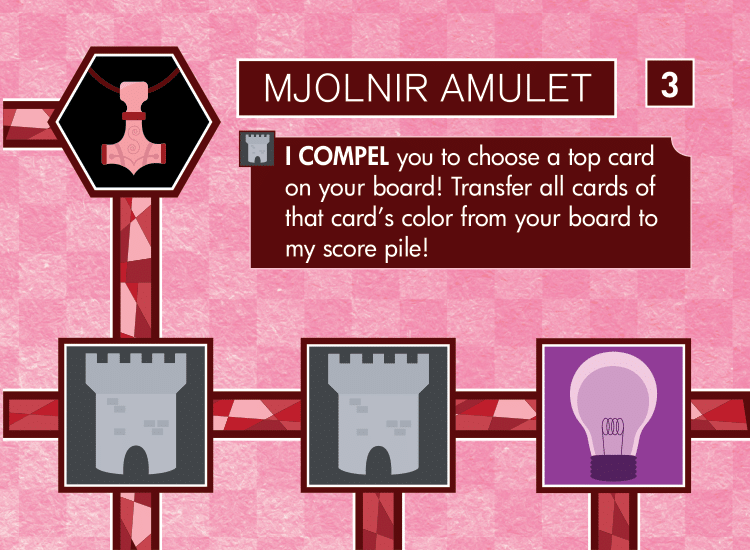 MJOLNIR AMULET 3
I COMPEL you to choose a top card
on your board! Transfer all cards of
that card's color from your board to
my score pile!